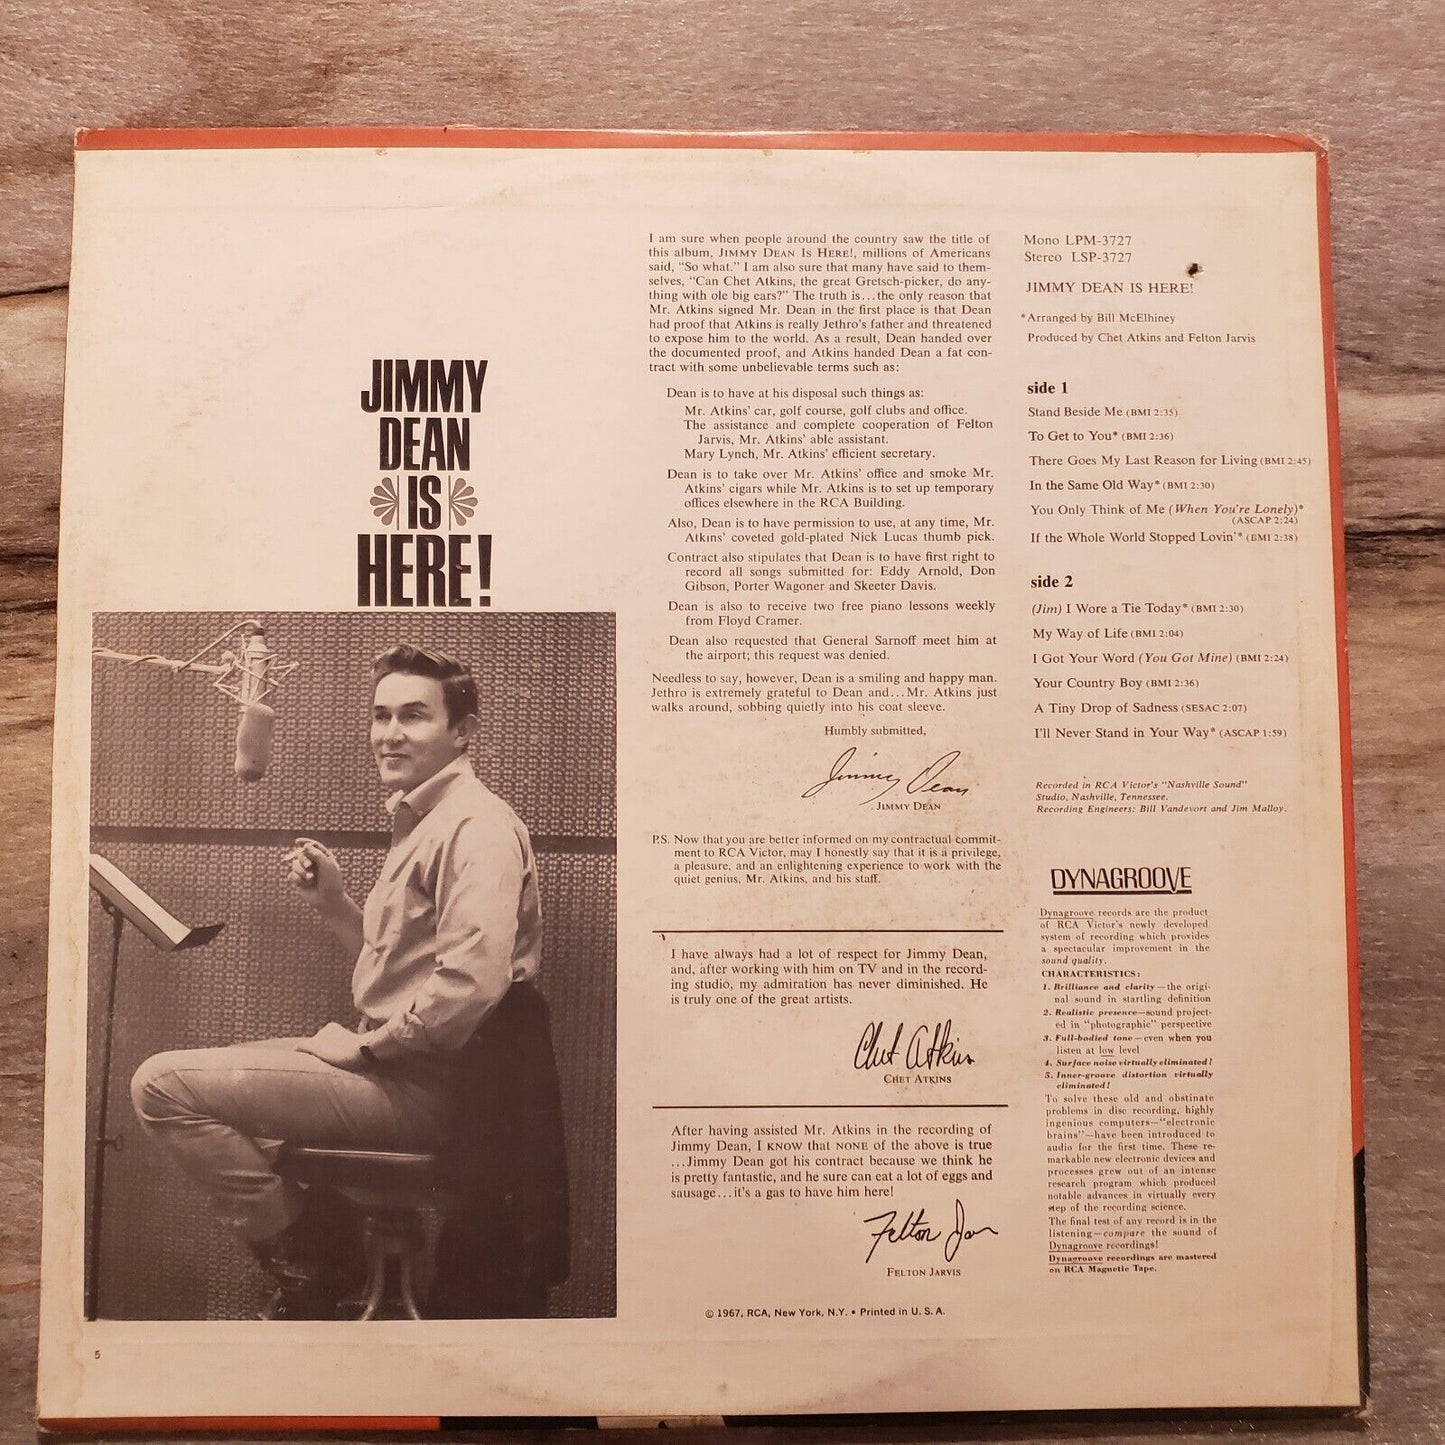 JIMMY
DEAN
IS
HERE!
I am sure when people around the country saw the title of
this album, JIMMY DEAN IS HERE!, millions of Americans
said, "So what." I am also sure that many have said to them-
selves, "Can Chet Atkins, the great Gretsch-picker, do any-
thing with ole big ears?" The truth is...the only reason that
Mr. Atkins signed Mr. Dean in the first place is that Dean
had proof that Atkins is really Jethro's father and threatened
to expose him to the world. As a result, Dean handed over
the documented proof, and Atkins handed Dean a fat con-
tract with some unbelievable terms such as:
Dean is to have at his disposal such things as:
Mr. Atkins' car, golf course, golf clubs and office.
The assistance and complete cooperation of Felton
Jarvis, Mr. Atkins' able assistant.
Mary Lynch, Mr. Atkins' efficient secretary.
Dean is to take over Mr. Atkins' office and smoke Mr.
Atkins' cigars while Mr. Atkins is to set up temporary
offices elsewhere in the RCA Building.
Also, Dean is to have permission to use, at any time, Mr.
Atkins' coveted gold-plated Nick Lucas thumb pick.
Contract also stipulates that Dean is to have first right to
record all songs submitted for: Eddy Arnold, Don
Gibson, Porter Wagoner and Skeeter Davis.
Dean is also to receive two free piano lessons weekly
from Floyd Cramer.
Dean also requested that General Sarnoff meet him at
the airport; this request was denied.
Needless to say, however, Dean is a smiling and happy man.
Jethro is extremely grateful to Dean and...Mr. Atkins just
walks around, sobbing quietly into his coat sleeve.
Humbly submitted,
Jimmy Dean
JIMMY DEAN
P.S. Now that you are better informed on my contractual commit-
ment to RCA Victor, may I honestly say that it is a privilege,
a pleasure, and an enlightening experience to work with the
quiet genius, Mr. Atkins, and his staff.
I have always had a lot of respect for Jimmy Dean,
and, after working with him on TV and in the record-
ing studio, my admiration has never diminished. He
is truly one of the great artists.
Chet Atkins
CHET ATKINS
After having assisted Mr. Atkins in the recording of
Jimmy Dean, I KNOW that NONE of the above is true
...Jimmy Dean got his contract because we think he
is pretty fantastic, and he sure can eat a lot of eggs and
sausage...it's a gas to have him here!
Felton Jarvis
FELTON JARVIS
© 1967, RCA, New York, N.Y. • Printed in U. S. A.
Mono LPM-3727
Stereo LSP-3727
JIMMY DEAN IS HERE!
*Arranged by Bill McElhiney
Produced by Chet Atkins and Felton Jarvis
side 1
Stand Beside Me (BMI 2:35)
To Get to You* (BMI 2:36)
There Goes My Last Reason for Living (BMI 2:45)
In the Same Old Way* (BMI 2:30)
You Only Think of Me (When You're Lonely)*
(ASCAP 2:24)
If the Whole World Stopped Lovin'* (BMI 2:38)
side 2
(Jim) I Wore a Tie Today* (BMI 2:30)
My Way of Life (BMI 2:04)
I Got Your Word (You Got Mine) (BMI 2:24)
Your Country Boy (BMI 2:36)
A Tiny Drop of Sadness (SESAC 2:07)
I'll Never Stand in Your Way* (ASCAP 1:59)
Recorded in RCA Victor's "Nashville Sound"
Studio, Nashville, Tennessee.
Recording Engineers: Bill Vandevort and Jim Malloy.
DYNAGROOVE
Dynagroove records are the product
of RCA Victor's newly developed
system of recording which provides
a spectacular improvement in the
sound quality.
CHARACTERISTICS:
1. Brilliance and clarity—the origi-
nal sound in startling definition
2. Realistic presence—sound project-
ed in "photographic" perspective
3. Full-bodied tone—even when you
listen at low level
4. Surface noise virtually eliminated!
5. Inner-groove distortion virtually
eliminated!
To solve these old and obstinate
problems in disc recording, highly
ingenious computers—"electronic
brains"—have been introduced to
audio for the first time. These re-
markable new electronic devices and
processes grew out of an intense
research program which produced
notable advances in virtually every
step of the recording science.
The final test of any record is in the
listening—compare the sound of
Dynagroove recordings!
Dynagroove recordings are mastered
on RCA Magnetic Tape.
5